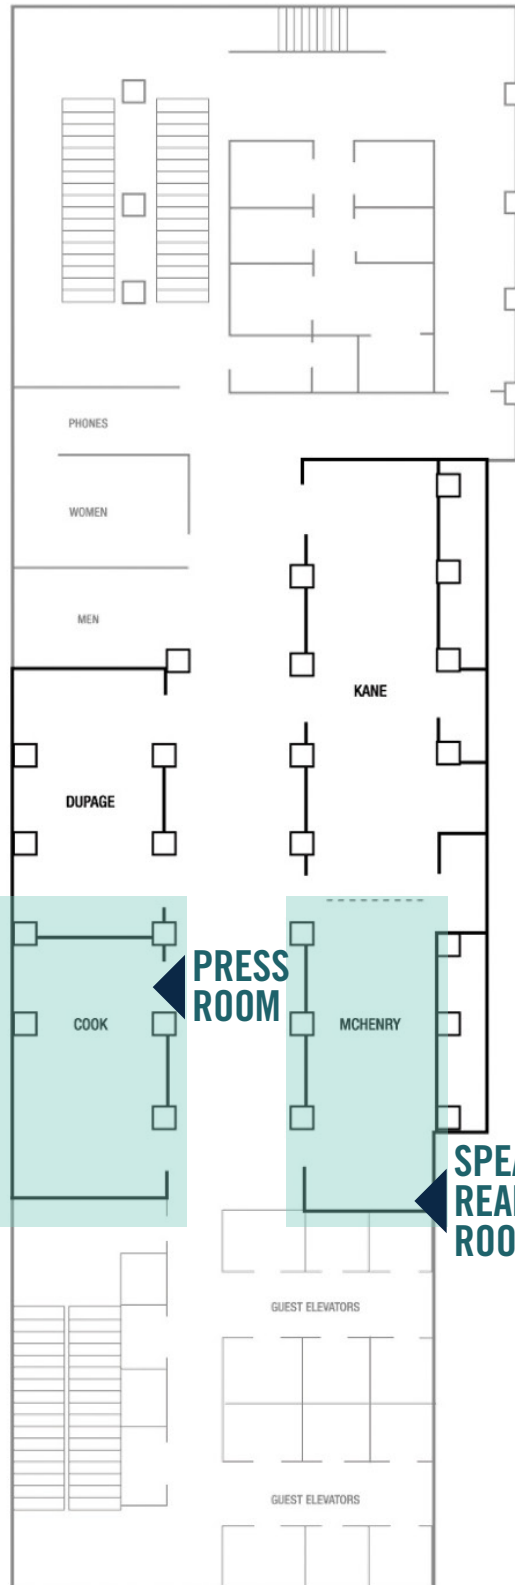 PHONES
WOMEN
MEN
KANE
DUPAGE
PRESS
ROOM
COOK
MCHENRY
GUEST ELEVATORS
GUEST ELEVATORS